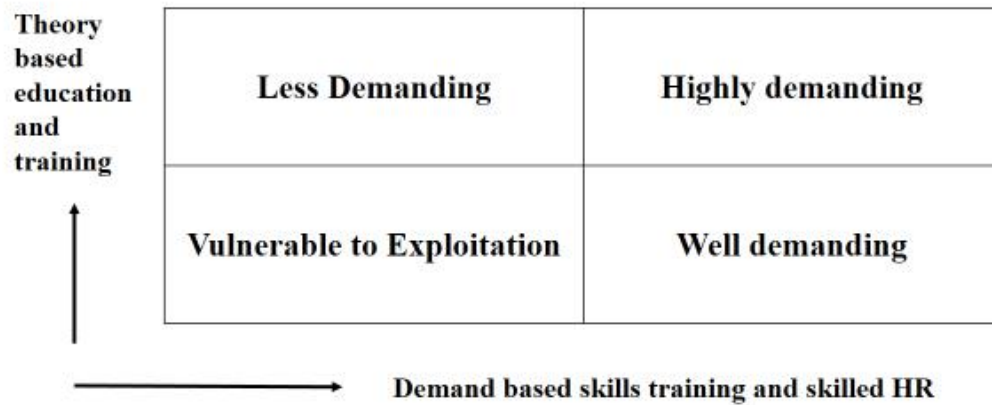 Theory
based
education
and
training
Less Demanding
Highly demanding
Vulnerable to Exploitation
Well demanding
Demand based skills training and skilled HR